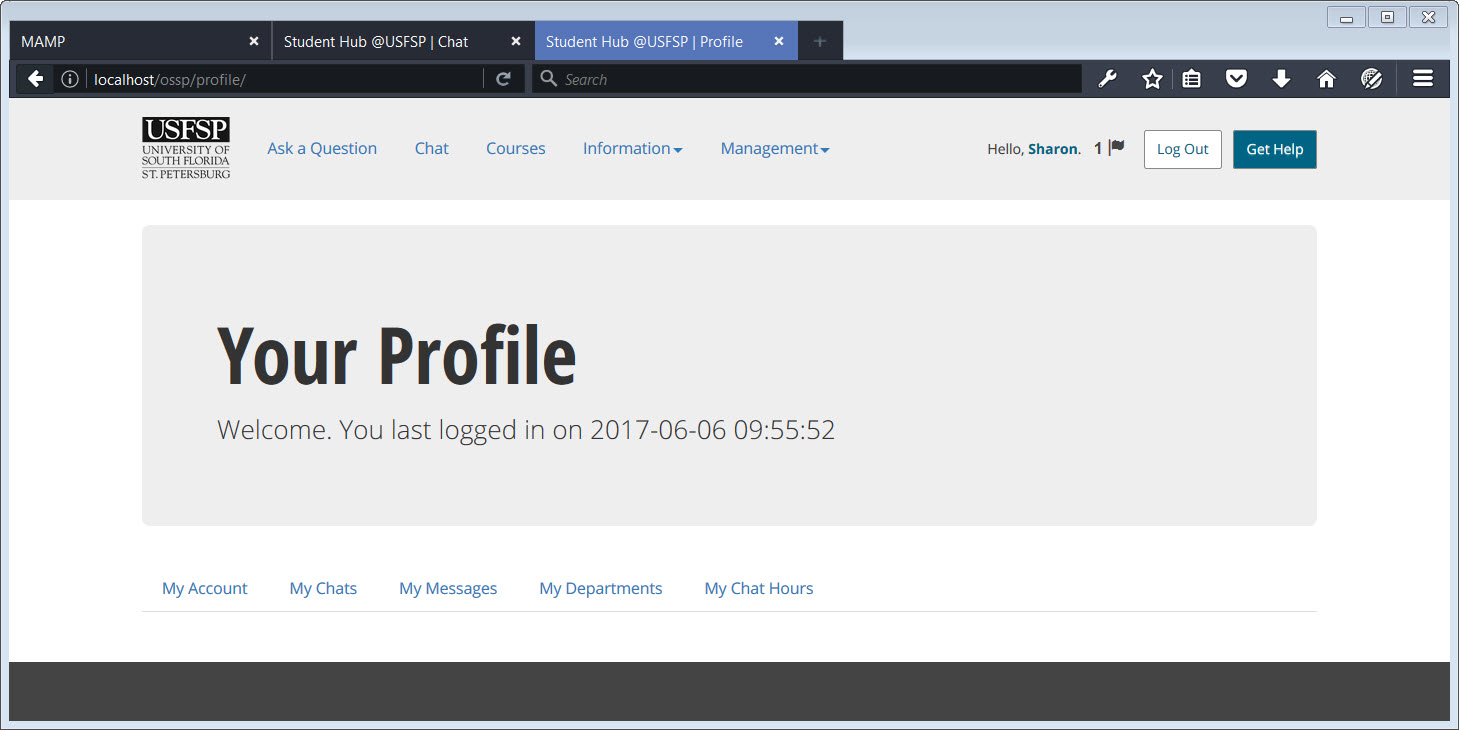 MAMP
Student Hub @USFSP | Chat
Student Hub @USFSP | Profile
localhost/ossp/profile/
Search
USFSP
UNIVERSITY OF
SOUTH FLORIDA
ST. PETERSBURG
Ask a Question
Chat
Courses
Information
Management
Hello, Sharon.
1
Log Out
Get Help
Your Profile
Welcome. You last logged in on 2017-06-06 09:55:52
My Account
My Chats
My Messages
My Departments
My Chat Hours